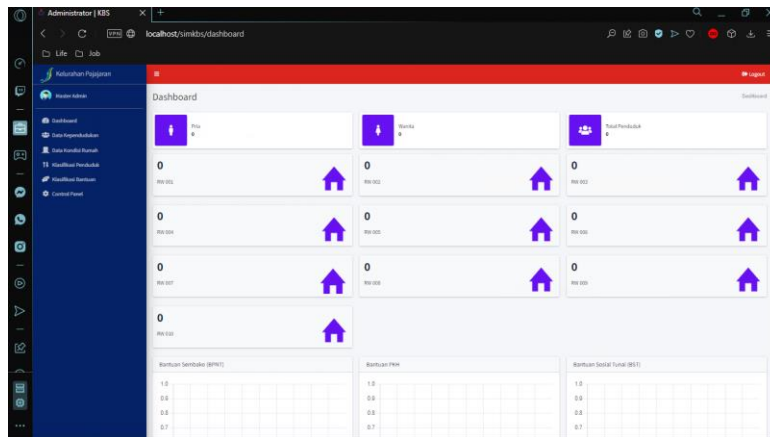 Administrator | KBS
VPN
localhost/simkbs/dashboard
Life
Job
Kelurahan Pajajaran
Logout
Master Admin
Dashboard
Dashboard
Dashboard
Data Kependudukan
Data Kondisi Rumah
Klasifikasi Penduduk
Klasifikasi Bantuan
Control Panel
Pria
0
Wanita
0
Total Penduduk
0
0
RW 001
0
RW 002
0
RW 003
0
RW 004
0
RW 005
0
RW 006
0
RW 007
0
RW 008
0
RW 009
0
RW 010
Bantuan Sembako (BPNT)
1.0
0.9
0.8
0.7
Bantuan PKH
1.0
0.9
0.8
0.7
Bantuan Sosial Tunai (BST)
1.0
0.9
0.8
0.7